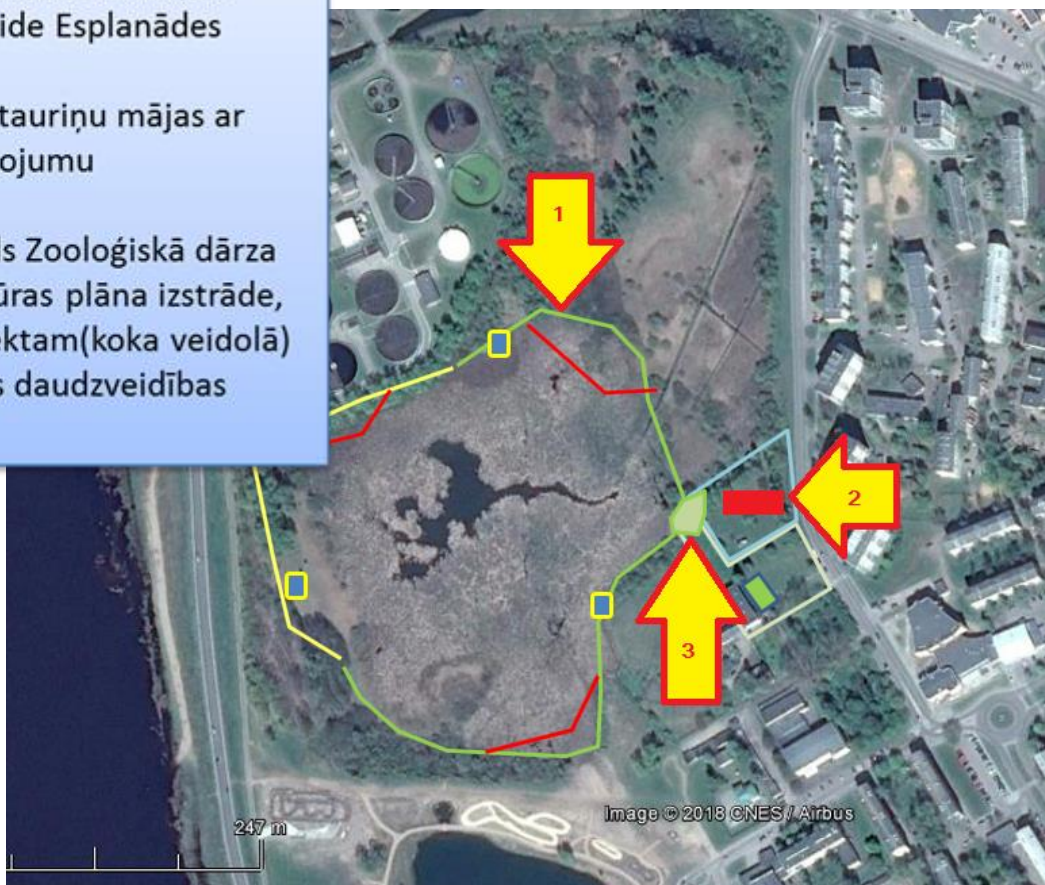 ide Esplanādes
tauriņu mājas ar
ojumu
s Zooloģiskā dārza
ūras plāna izstrāde,
ektam(koka veidolā)
s daudzveidības
1
2
3
Image © 2018 CNES / Airbus
247 m